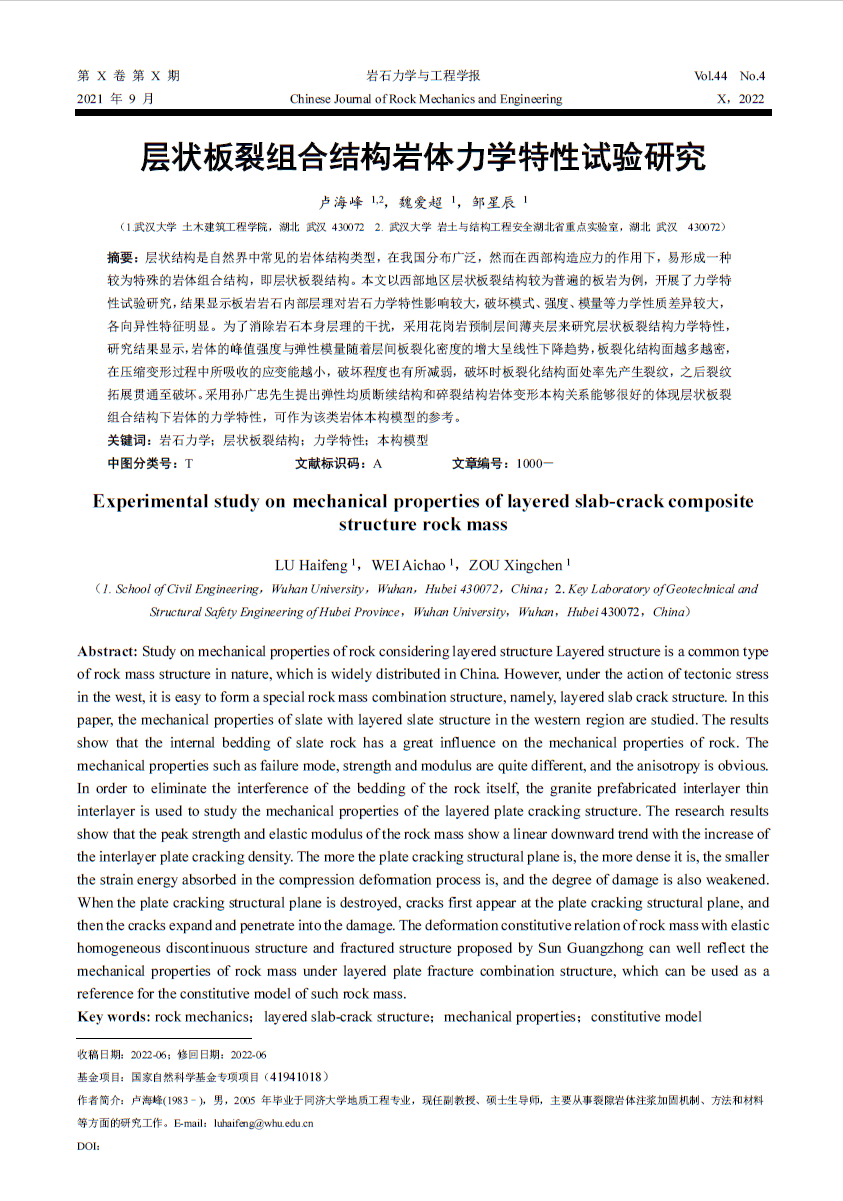 第 X 卷 第 X 期 岩石力学与工程学报 Vol.44 No.4
2021 年 9 月 Chinese Journal of Rock Mechanics and Engineering X，2022
层状板裂组合结构岩体力学特性试验研究
卢海峰 1,2，魏爱超 1，邹星辰 1
（1.武汉大学 土木建筑工程学院，湖北 武汉 430072 2. 武汉大学 岩土与结构工程安全湖北省重点实验室，湖北 武汉 430072）
摘要：层状结构是自然界中常见的岩体结构类型，在我国分布广泛，然而在西部构造应力的作用下，易形成一种
较为特殊的岩体组合结构，即层状板裂结构。本文以西部地区层状板裂结构较为普遍的板岩为例，开展了力学特
性试验研究，结果显示板岩岩石内部层理对岩石力学特性影响较大，破坏模式、强度、模量等力学性质差异较大，
各向异性特征明显。为了消除岩石本身层理的干扰，采用花岗岩预制层间薄夹层来研究层状板裂结构力学特性，
研究结果显示，岩体的峰值强度与弹性模量随着层间板裂化密度的增大呈线性下降趋势，板裂化结构面越多越密，
在压缩变形过程中所吸收的应变能越小，破坏程度也有所减弱，破坏时板裂化结构面处率先产生裂纹，之后裂纹
拓展贯通至破坏。采用孙广忠先生提出弹性均质断续结构和碎裂结构岩体变形本构关系能够很好的体现层状板裂
组合结构下岩体的力学特性，可作为该类岩体本构模型的参考。
关键词：岩石力学；层状板裂结构；力学特性；本构模型
中图分类号：T 文献标识码：A 文章编号：1000－
Experimental study on mechanical properties of layered slab-crack composite
structure rock mass
LU Haifeng 1，WEI Aichao 1，ZOU Xingchen 1
（1. School of Civil Engineering，Wuhan University，Wuhan，Hubei 430072，China；2. Key Laboratory of Geotechnical and
Structural Safety Engineering of Hubei Province，Wuhan University，Wuhan，Hubei 430072，China）
Abstract: Study on mechanical properties of rock considering layered structure Layered structure is a common type
of rock mass structure in nature, which is widely distributed in China. However, under the action of tectonic stress
in the west, it is easy to form a special rock mass combination structure, namely, layered slab crack structure. In this
paper, the mechanical properties of slate with layered slate structure in the western region are studied. The results
show that the internal bedding of slate rock has a great influence on the mechanical properties of rock. The
mechanical properties such as failure mode, strength and modulus are quite different, and the anisotropy is obvious.
In order to eliminate the interference of the bedding of the rock itself, the granite prefabricated interlayer thin
interlayer is used to study the mechanical properties of the layered plate cracking structure. The research results
show that the peak strength and elastic modulus of the rock mass show a linear downward trend with the increase of
the interlayer plate cracking density. The more the plate cracking structural plane is, the more dense it is, the smaller
the strain energy absorbed in the compression deformation process is, and the degree of damage is also weakened.
When the plate cracking structural plane is destroyed, cracks first appear at the plate cracking structural plane, and
then the cracks expand and penetrate into the damage. The deformation constitutive relation of rock mass with elastic
homogeneous discontinuous structure and fractured structure proposed by Sun Guangzhong can well reflect the
mechanical properties of rock mass under layered plate fracture combination structure, which can be used as a
reference for the constitutive model of such rock mass.
Key words: rock mechanics；layered slab-crack structure；mechanical properties；constitutive model
收稿日期：2022-06；修回日期：2022-06
基金项目：国家自然科学基金专项项目（41941018）
作者简介：卢海峰(1983－)，男，2005 年毕业于同济大学地质工程专业，现任副教授、硕士生导师，主要从事裂隙岩体注浆加固机制、方法和材料
等方面的研究工作。E-mail：luhaifeng@whu.edu.cn
DOI：